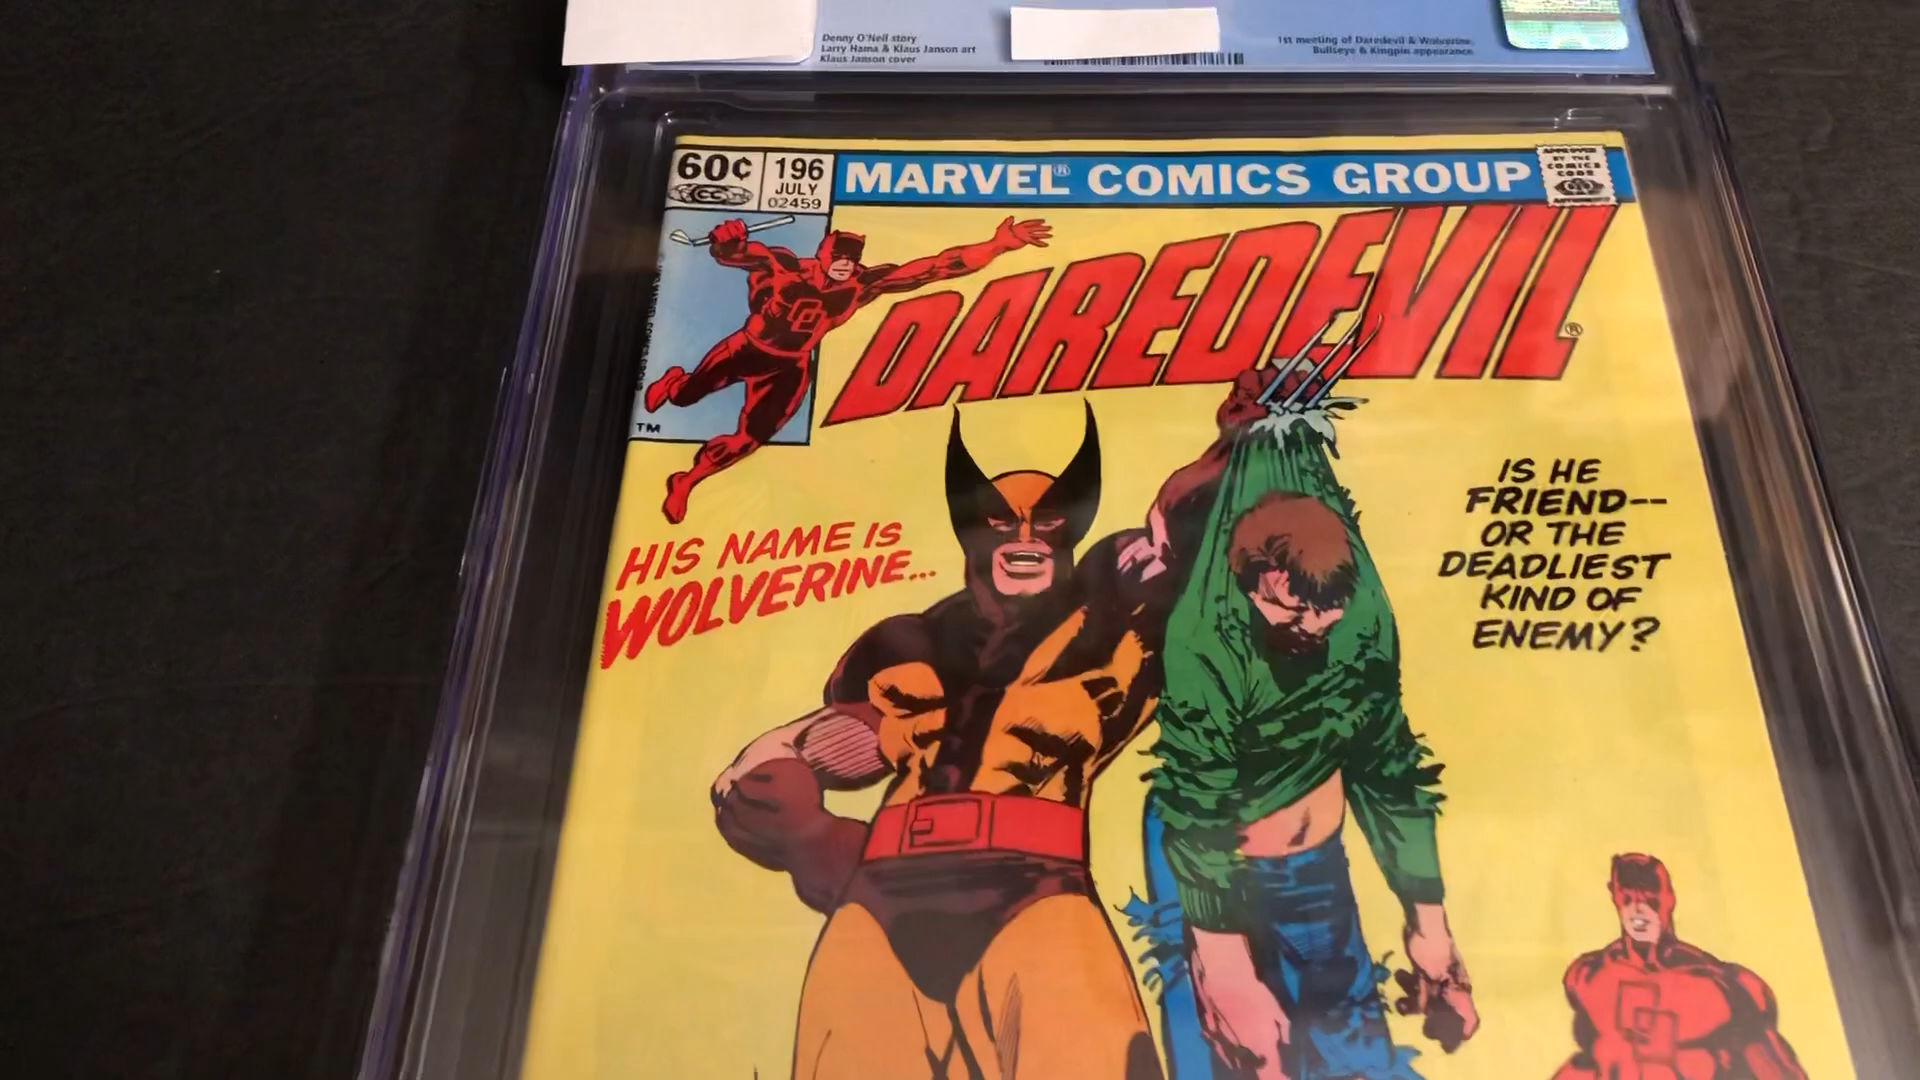 Denny O'Neil story
Larry Hama & Klaus Janson art
Klaus Janson cover
1st meeting of Daredevil & Wolverine.
Bullseye & Kingpin appearance.
60¢
CC
196
JULY
02459
MARVEL® COMICS GROUP
APPROVED
BY THE
COMICS
CODE
AUTHORITY
DAREDEVIL®
TM
HIS NAME IS
WOLVERINE...
IS HE
FRIEND--
OR THE
DEADLIEST
KIND OF
ENEMY?